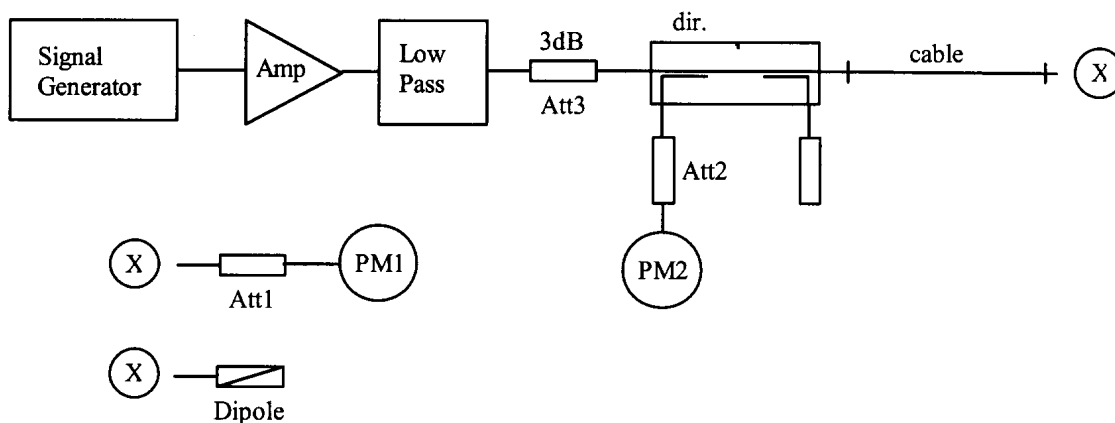 Signal
Generator
Amp
Low
Pass
3dB
Att3
dir.
cable
X
Att2
PM2
X
Att1
PM1
X
Dipole